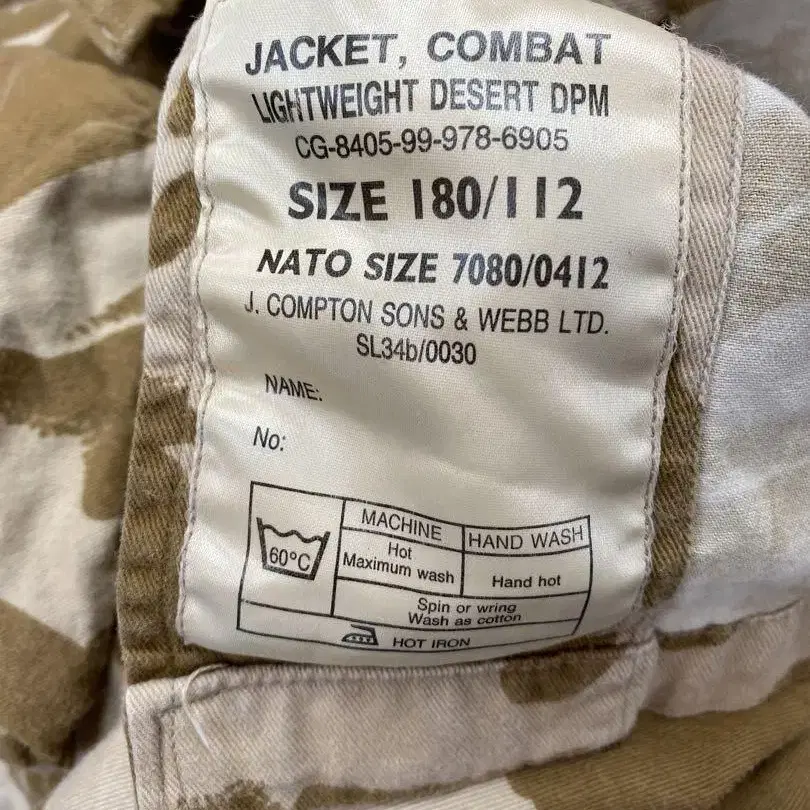 JACKET, COMBAT
LIGHTWEIGHT DESERT DPM
CG-8405-99-978-6905
SIZE 180/112
NATO SIZE 7080/0412
J. COMPTON SONS & WEBB LTD.
SL34b/0030
NAME:
No:
60°C
MACHINE
HAND WASH
Hot
Maximum wash
Hand hot
Spin or wring
Wash as cotton
HOT IRON